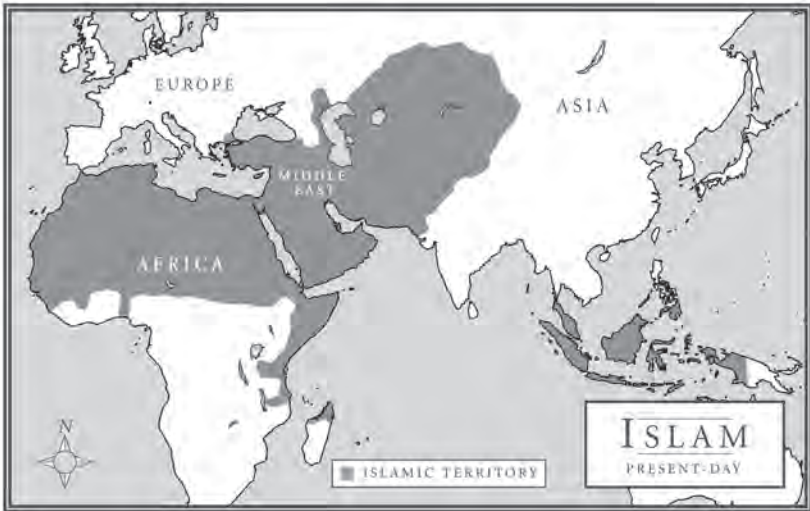 EUROPE
ASIA
MIDDLE
EAST
AFRICA
N
ISLAMIC TERRITORY
ISLAM
PRESENT-DAY